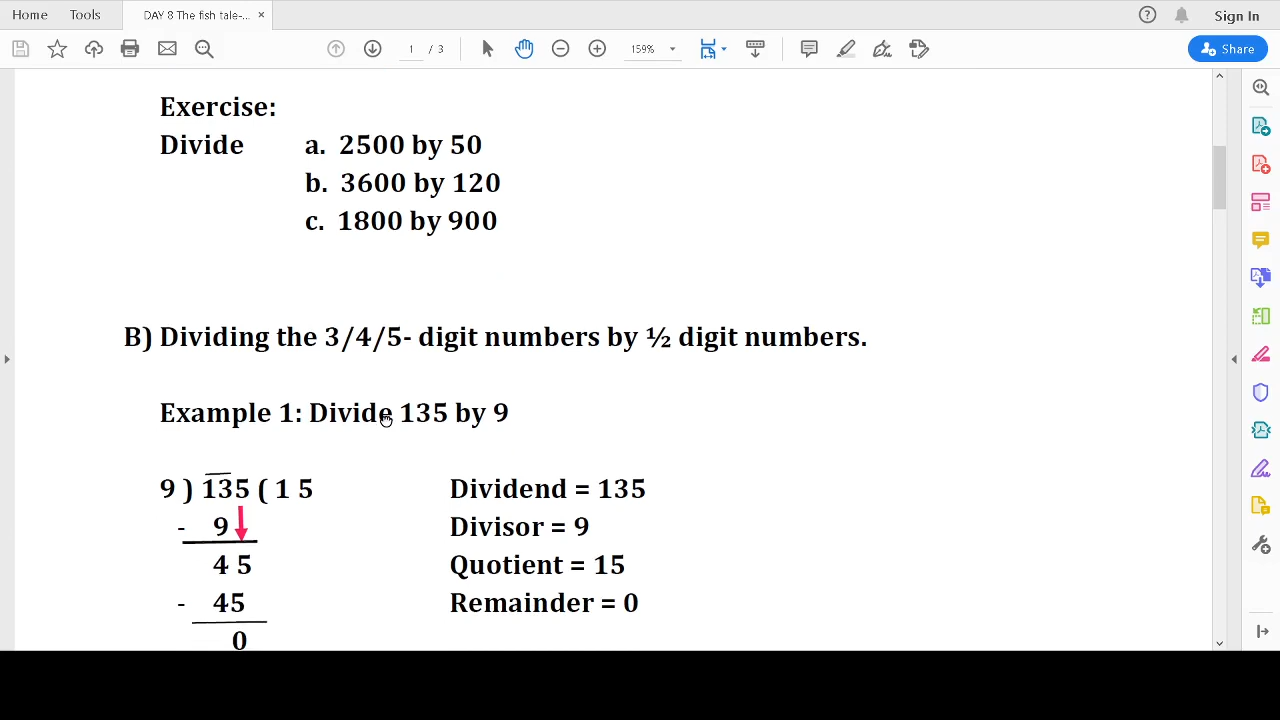 Home Tools DAY 8 The fish tale-... × Sign In
1 / 3 159% Share
Exercise:
Divide a. 2500 by 50
b. 3600 by 120
c. 1800 by 900
B) Dividing the 3/4/5- digit numbers by ½ digit numbers.
Example 1: Divide 135 by 9
9 ) 135 ( 1 5 Dividend = 135
- 9 Divisor = 9
4 5 Quotient = 15
- 45 Remainder = 0
0